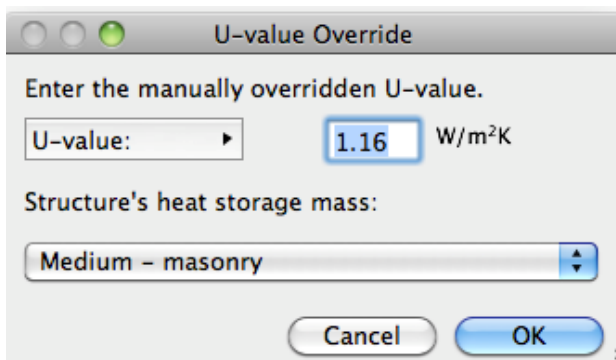 U-value Override
Enter the manually overridden U-value.
U-value: 1.16 W/m²K
Structure's heat storage mass:
Medium - masonry
Cancel OK